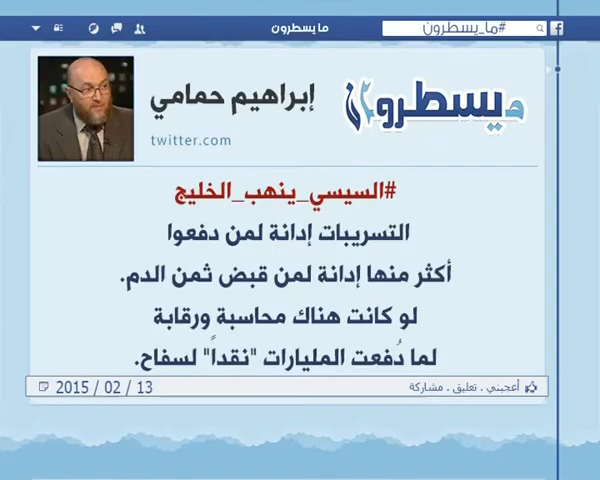 #ما_يسطرون
ما يسطرون
ما يسطرون
إبراهيم حمامي
twitter.com
#السيسي_ينهب_الخليج
التسريبات إدانة لمن دفعوا
أكثر منها إدانة لمن قبض ثمن الدم.
لو كانت هناك محاسبة ورقابة
لما دُفعت المليارات "نقداً" لسفاح.
أعجبني . تعليق . مشاركة
2015 / 02 / 13